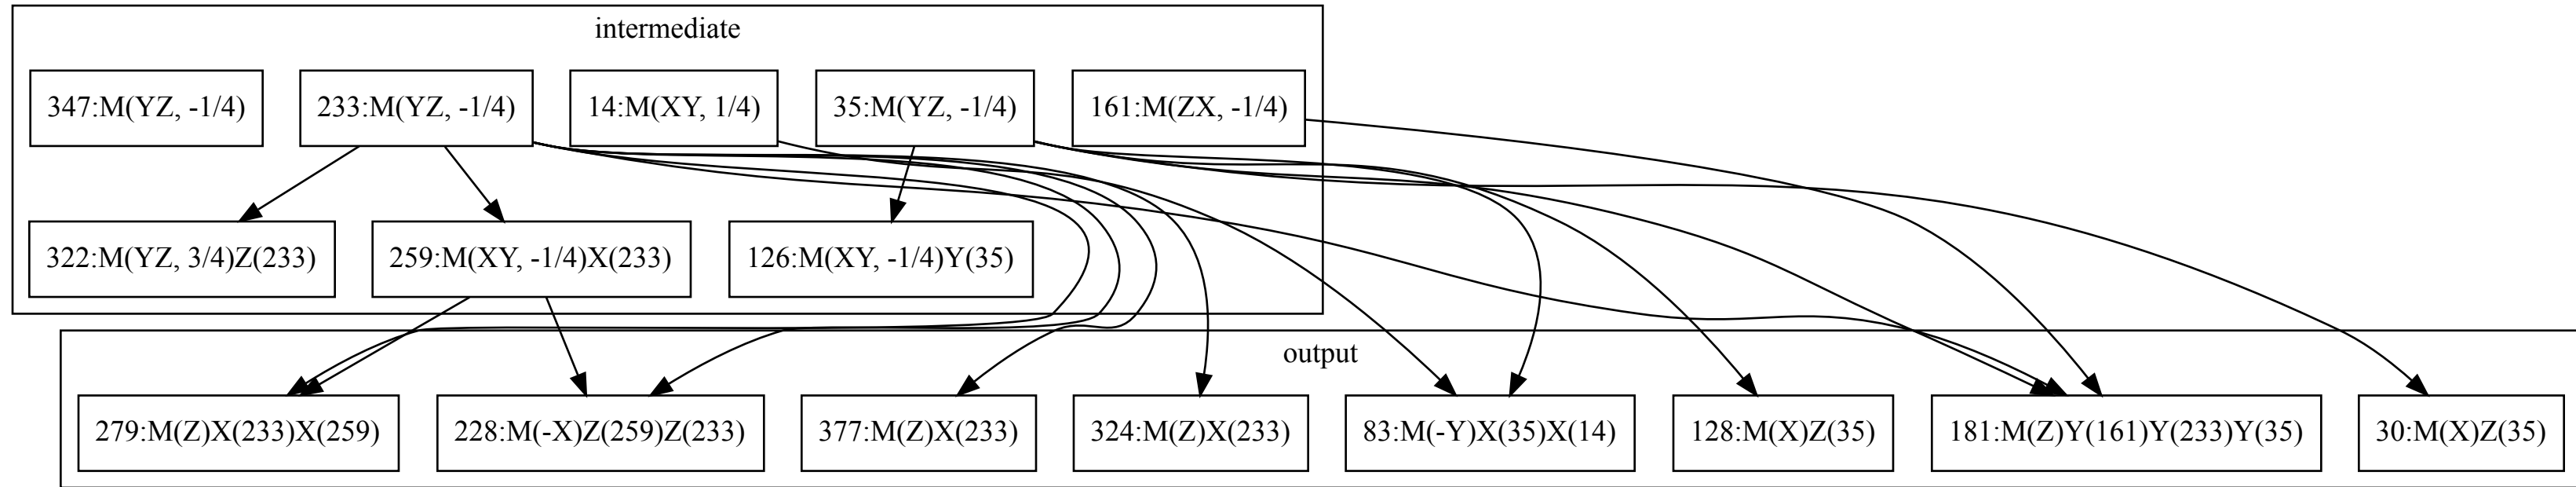 intermediate
347:M(YZ, -1/4)
233:M(YZ, -1/4)
14:M(XY, 1/4)
35:M(YZ, -1/4)
161:M(ZX, -1/4)
322:M(YZ, 3/4)Z(233)
259:M(XY, -1/4)X(233)
126:M(XY, -1/4)Y(35)
output
279:M(Z)X(233)X(259)
228:M(-X)Z(259)Z(233)
377:M(Z)X(233)
324:M(Z)X(233)
83:M(-Y)X(35)X(14)
128:M(X)Z(35)
181:M(Z)Y(161)Y(233)Y(35)
30:M(X)Z(35)